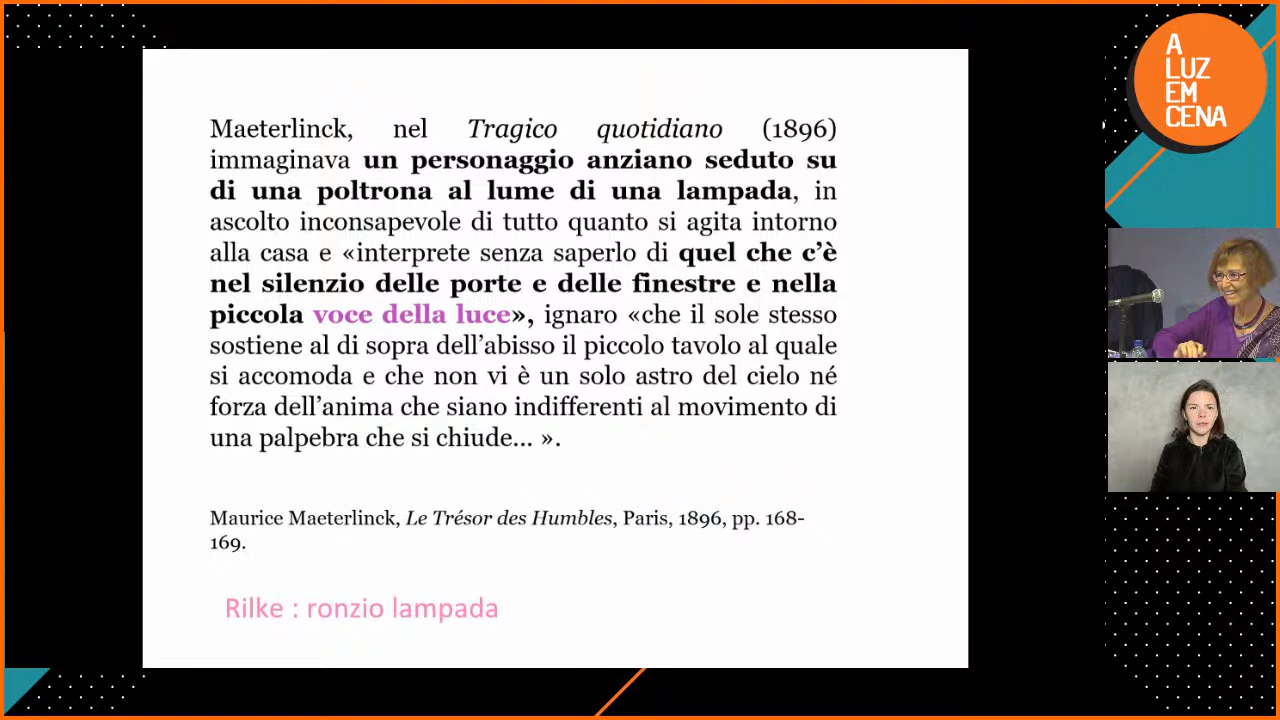 Maeterlinck, nel Tragico quotidiano (1896)
immaginava un personaggio anziano seduto su
di una poltrona al lume di una lampada, in
ascolto inconsapevole di tutto quanto si agita intorno
alla casa e «interprete senza saperlo di quel che c’è
nel silenzio delle porte e delle finestre e nella
piccola voce della luce», ignaro «che il sole stesso
sostiene al di sopra dell’abisso il piccolo tavolo al quale
si accomoda e che non vi è un solo astro del cielo né
forza dell’anima che siano indifferenti al movimento di
una palpebra che si chiude... ».
Maurice Maeterlinck, Le Trésor des Humbles, Paris, 1896, pp. 168-
169.
Rilke : ronzio lampada
A
LUZ
EM
CENA